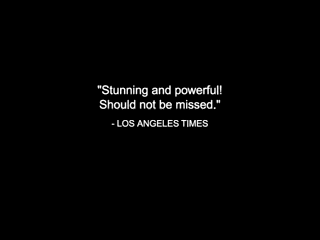 "Stunning and powerful!
Should not be missed."
- LOS ANGELES TIMES